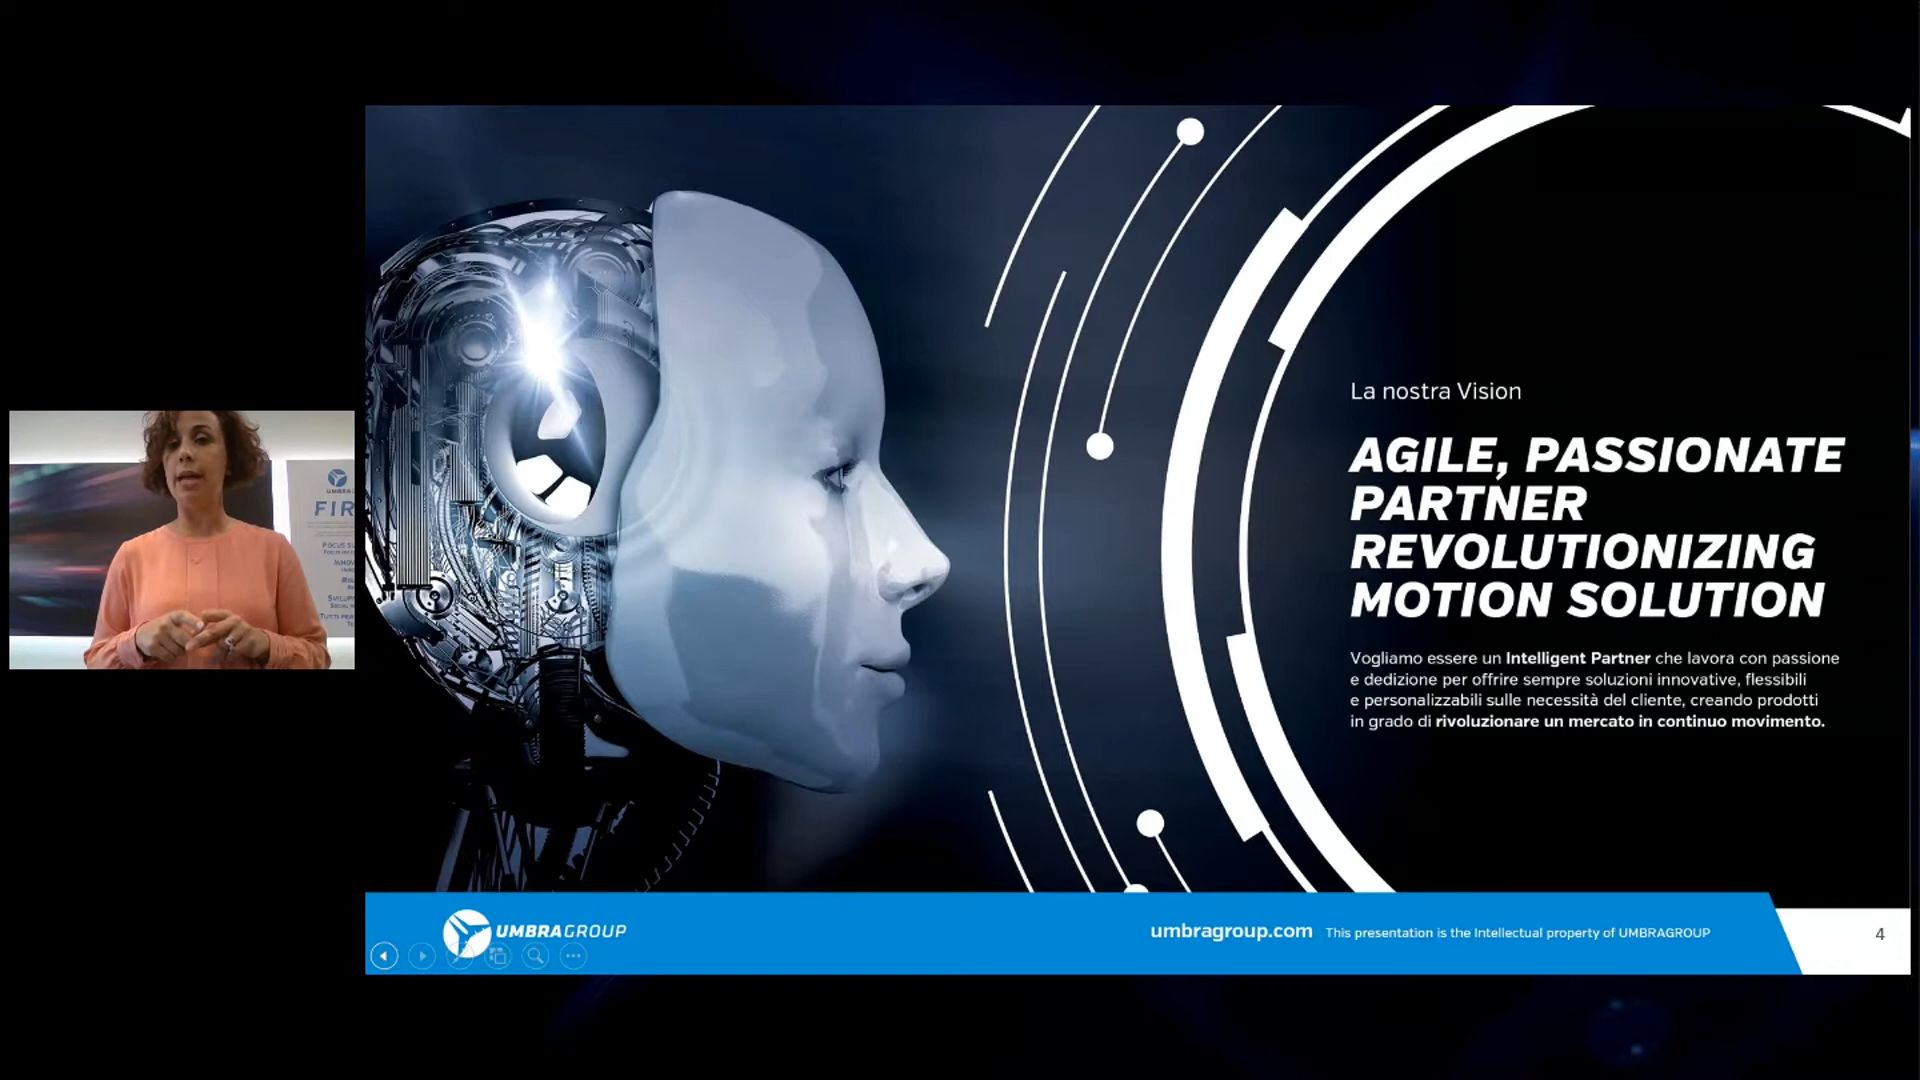 La nostra Vision
AGILE, PASSIONATE
PARTNER
REVOLUTIONIZING
MOTION SOLUTION
Vogliamo essere un Intelligent Partner che lavora con passione
e dedizione per offrire sempre soluzioni innovative, flessibili
e personalizzabili sulle necessità del cliente, creando prodotti
in grado di rivoluzionare un mercato in continuo movimento.
UMBRAGROUP
umbragroup.com This presentation is the Intellectual property of UMBRAGROUP
4
FIR